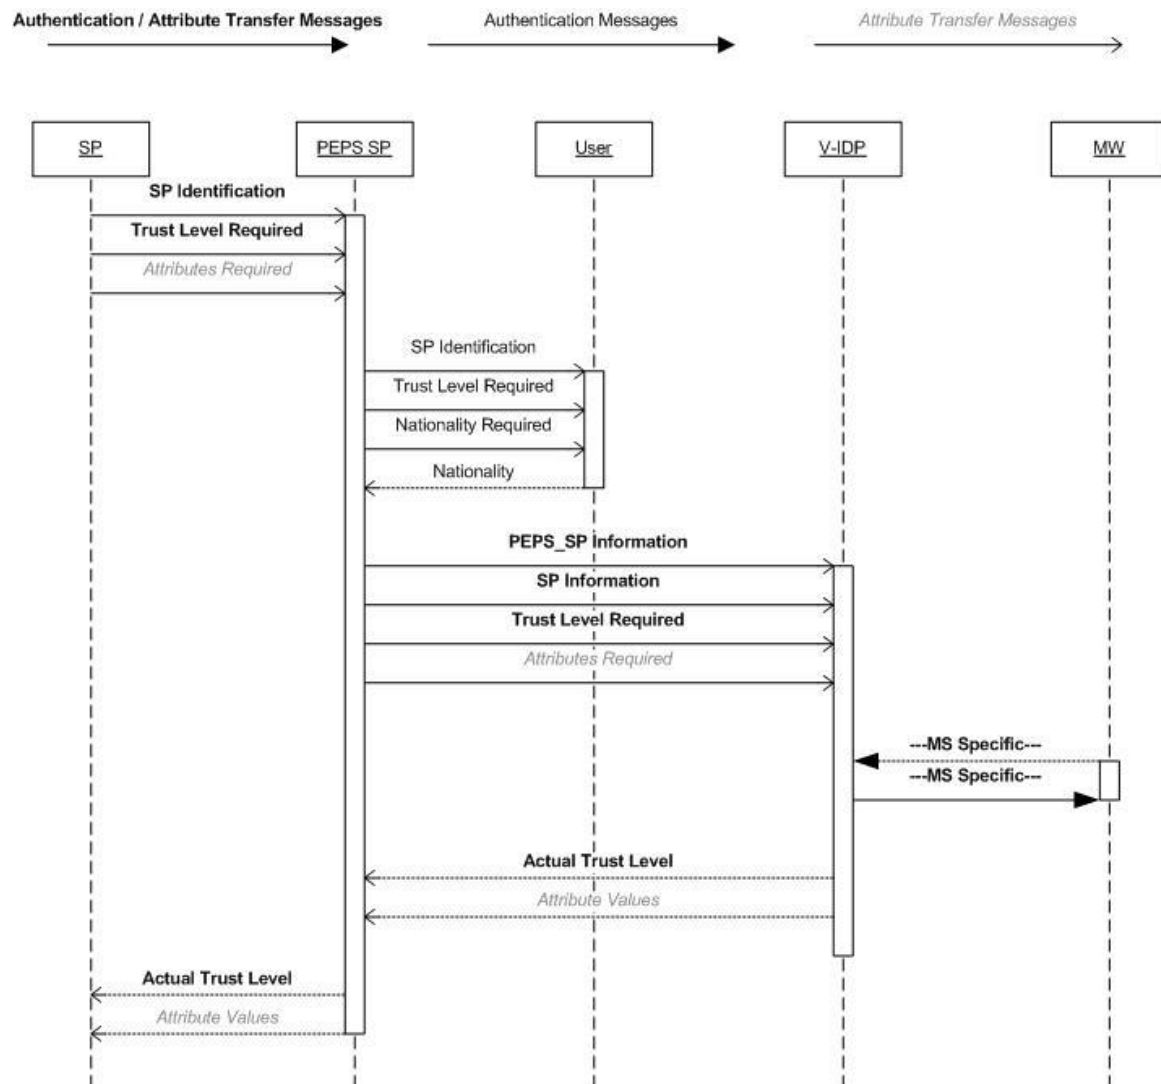 Authentication / Attribute Transfer Messages
Authentication Messages
Attribute Transfer Messages
SP
PEPS SP
User
V-IDP
MW
SP Identification
Trust Level Required
Attributes Required
SP Identification
Trust Level Required
Nationality Required
Nationality
PEPS_SP Information
SP Information
Trust Level Required
Attributes Required
---MS Specific---
---MS Specific---
Actual Trust Level
Attribute Values
Actual Trust Level
Attribute Values